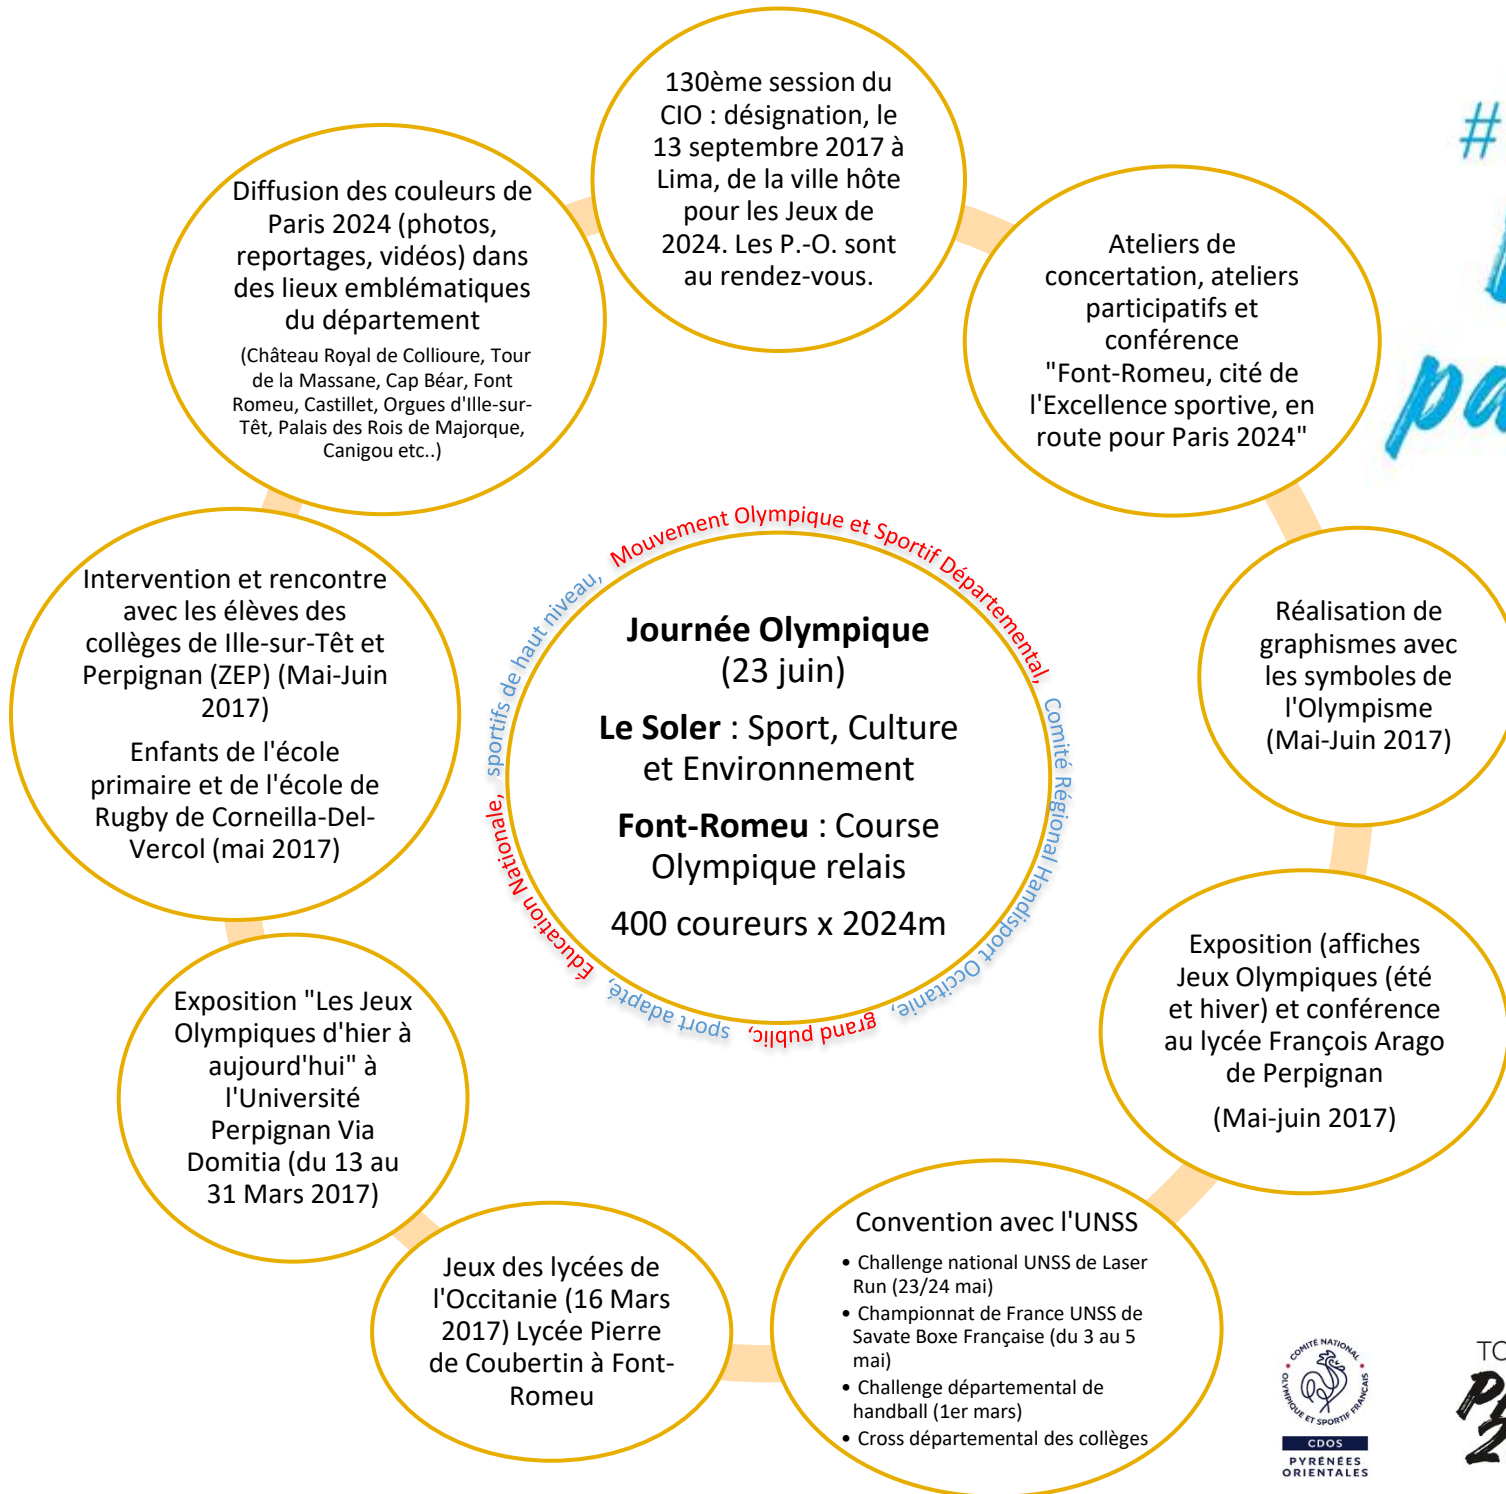 130ème session du
CIO : désignation, le
13 septembre 2017 à
Lima, de la ville hôte
pour les Jeux de
2024. Les P.-O. sont
au rendez-vous.
#
Ateliers de
concertation, ateliers
participatifs et
conférence
"Font-Romeu, cité de
l'Excellence sportive, en
route pour Paris 2024"
Réalisation de
graphismes avec
les symboles de
l'Olympisme
(Mai-Juin 2017)
Exposition (affiches
Jeux Olympiques (été
et hiver) et conférence
au lycée François Arago
de Perpignan
(Mai-juin 2017)
Convention avec l'UNSS
• Challenge national UNSS de Laser
Run (23/24 mai)
• Championnat de France UNSS de
Savate Boxe Française (du 3 au 5
mai)
• Challenge départemental de
handball (1er mars)
• Cross départemental des collèges
Jeux des lycées de
l'Occitanie (16 Mars
2017) Lycée Pierre
de Coubertin à Font-
Romeu
Exposition "Les Jeux
Olympiques d'hier à
aujourd'hui" à
l'Université
Perpignan Via
Domitia (du 13 au
31 Mars 2017)
Intervention et rencontre
avec les élèves des
collèges de Ille-sur-Têt et
Perpignan (ZEP) (Mai-Juin
2017)
Enfants de l'école
primaire et de l'école de
Rugby de Corneilla-Del-
Vercol (mai 2017)
Diffusion des couleurs de
Paris 2024 (photos,
reportages, vidéos) dans
des lieux emblématiques
du département
(Château Royal de Collioure, Tour
de la Massane, Cap Béar, Font
Romeu, Castillet, Orgues d'Ille-sur-
Têt, Palais des Rois de Majorque,
Canigou etc..)
Mouvement Olympique et Sportif Départemental, Comité Régional Handisport Occitanie, grand public, sport adapté, Éducation Nationale, sportifs de haut niveau,
Journée Olympique
(23 juin)
Le Soler : Sport, Culture
et Environnement
Font-Romeu : Course
Olympique relais
400 coureurs x 2024m
COMITÉ NATIONAL OLYMPIQUE ET SPORTIF FRANÇAIS
CDOS
PYRÉNÉES
ORIENTALES